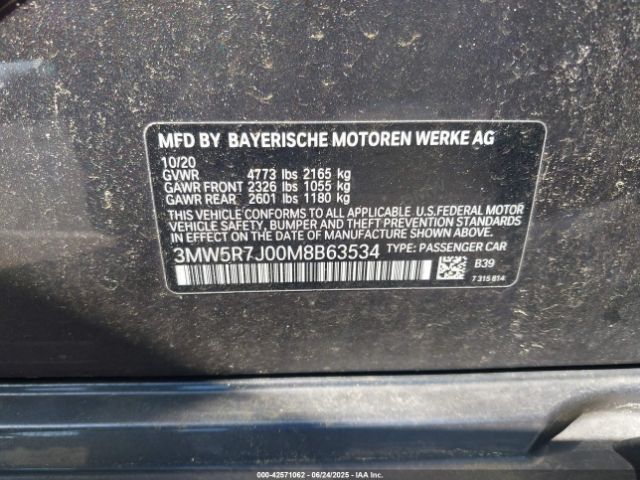 MFD BY BAYERISCHE MOTOREN WERKE AG
10/20
GVWR 4773 lbs 2165 kg
GAWR FRONT 2326 lbs 1055 kg
GAWR REAR 2601 lbs 1180 kg
THIS VEHICLE CONFORMS TO ALL APPLICABLE U.S.FEDERAL MOTOR
VEHICLE SAFETY, BUMPER, AND THEFT PREVENTION STANDARDS
IN EFFECT ON THE DATE OF MANUFACTURE SHOWN ABOVE.
3MW5R7J00M8B63534 TYPE: PASSENGER CAR
B39
7 315 814
000-42571062 | 06/24/2025 | IAAI.COM